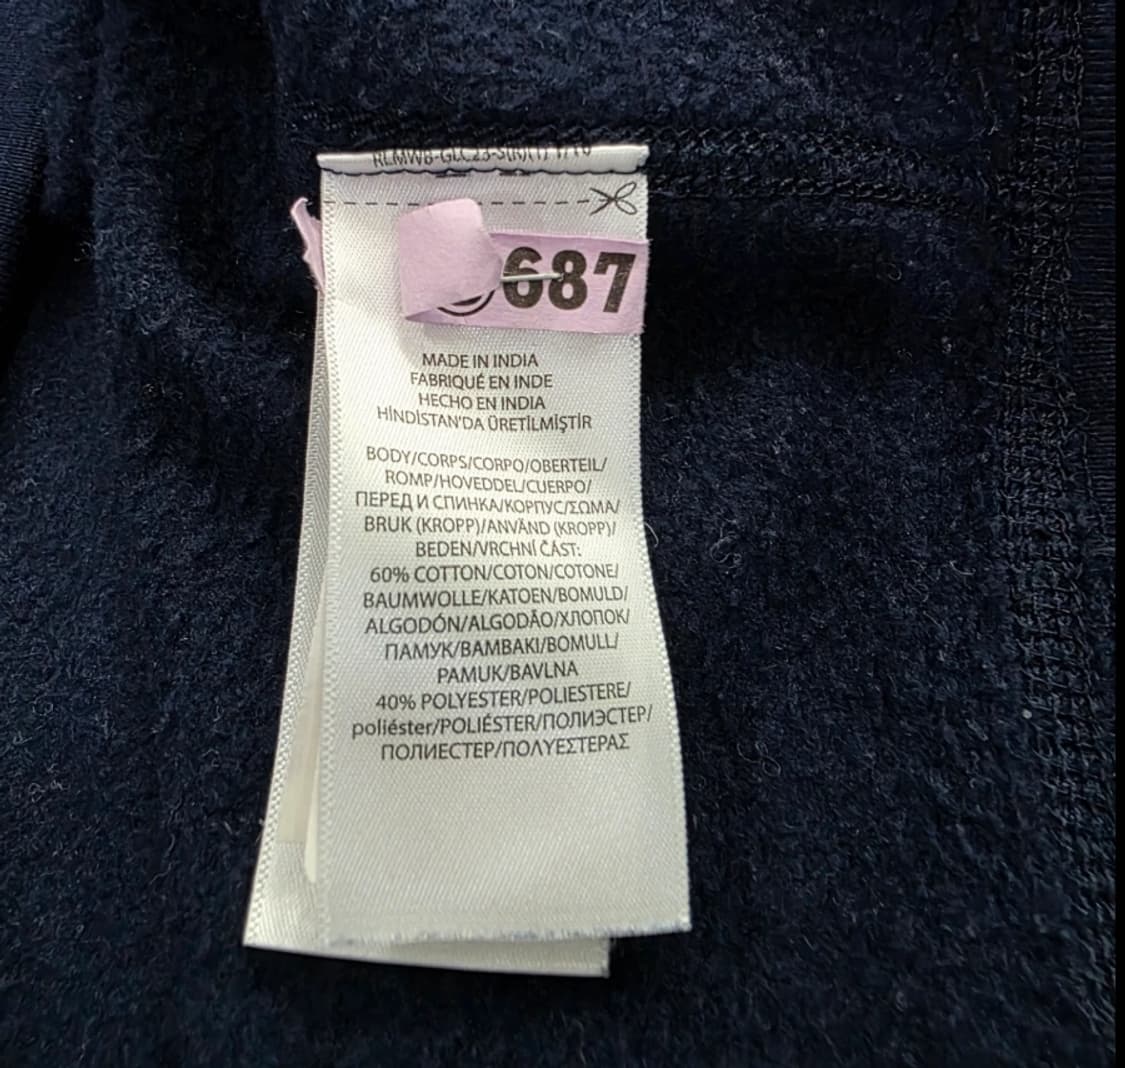 687
MADE IN INDIA
FABRIQUÉ EN INDE
HECHO EN INDIA
HİNDİSTAN'DA ÜRETİLMİŞTİR
BODY/CORPS/CORPO/OBERTEIL/
ROMP/HOVEDDEL/CUERPO/
ПЕРЕД И СПИНКА/КОРПУС/ΣΩΜΑ/
BRUK (KROPP)/ANVÄND (KROPP)/
BEDEN/VRCHNÍ ČÁST:
60% COTTON/COTON/COTONE/
BAUMWOLLE/KATOEN/BOMULD/
ALGODÓN/ALGODÃO/ХЛОПОК/
ПАМУК/ΒΑΜΒΑΚΙ/BOMULL/
PAMUK/BAVLNA
40% POLYESTER/POLIESTERE/
poliéster/POLIÉSTER/ПОЛИЭСТЕР/
ПОЛИЕСТЕР/ΠΟΛΥΕΣΤΕΡΑΣ